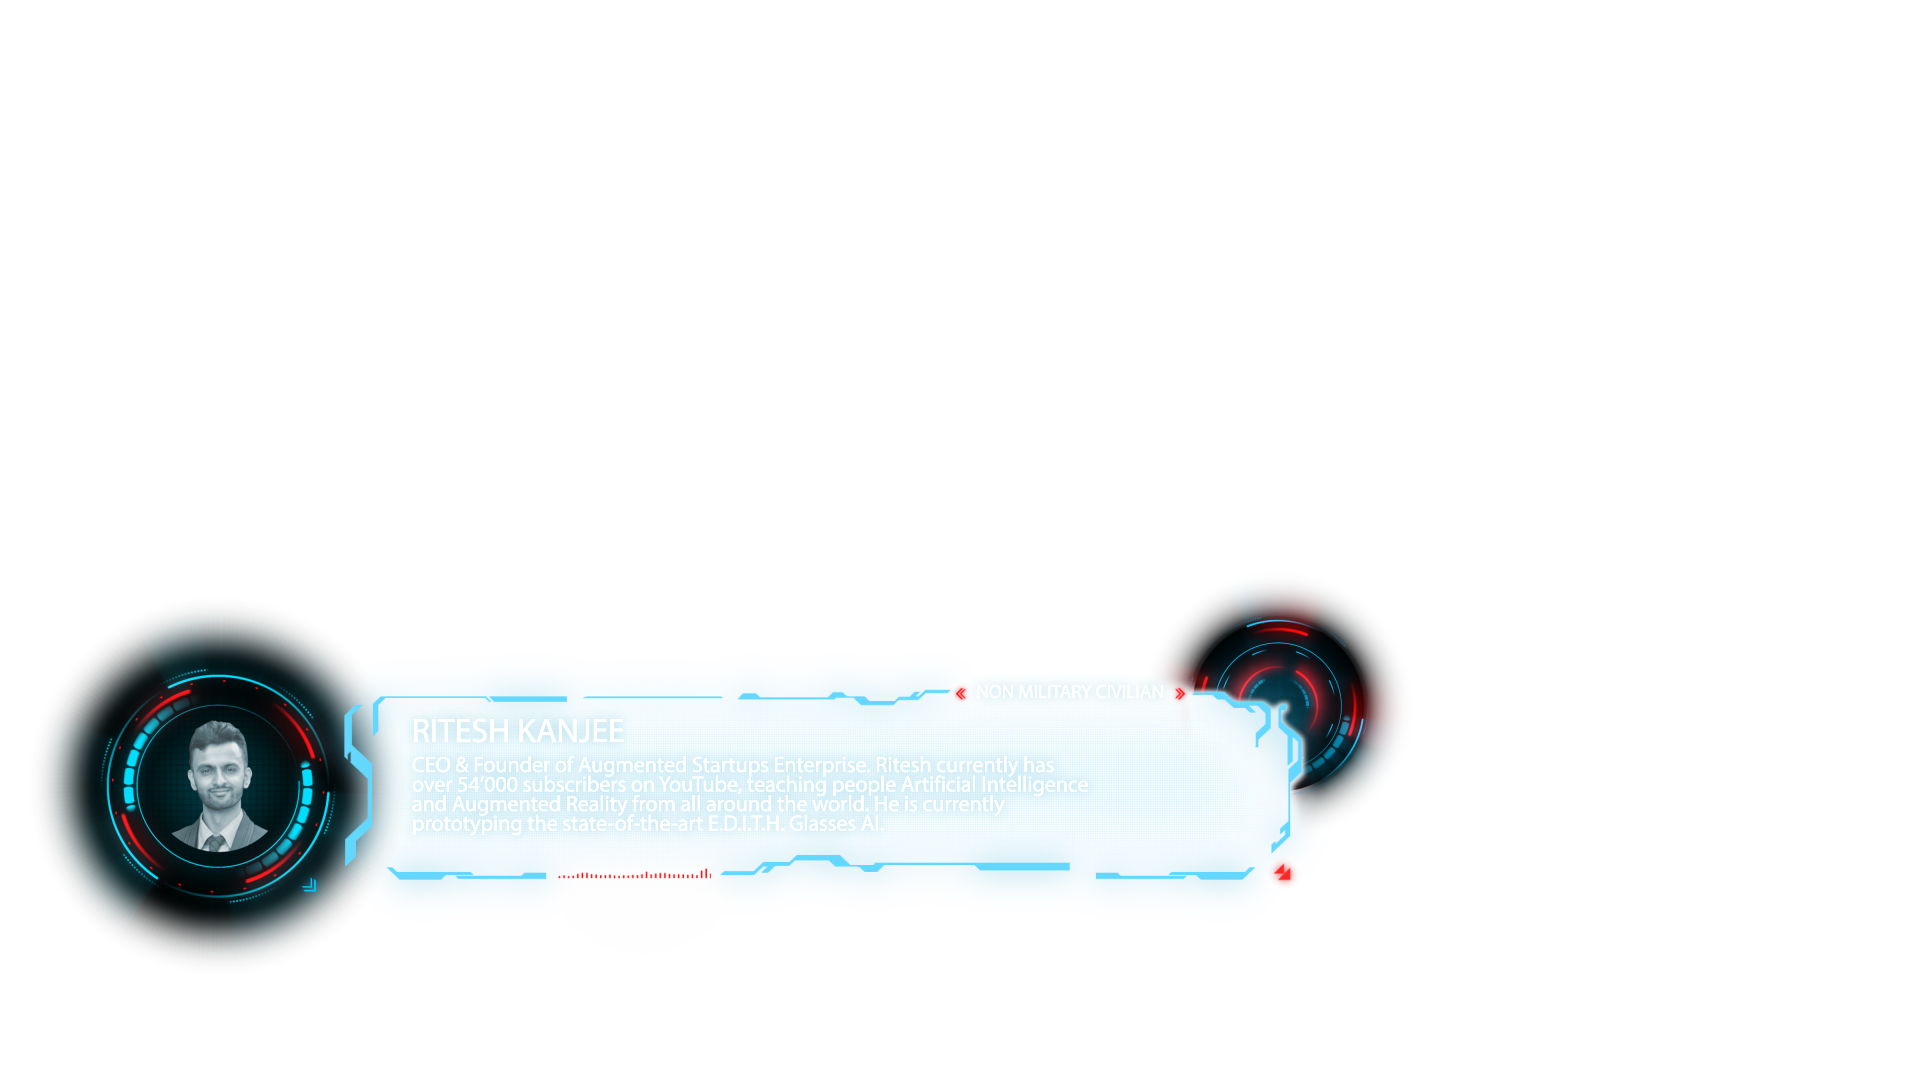 NON MILITARY CIVILIAN
RITESH KANJEE
CEO & Founder of Augmented Startups Enterprise. Ritesh currently has
over 54’000 subscribers on YouTube, teaching people Artificial Intelligence
and Augmented Reality from all around the world. He is currently
prototyping the state-of-the-art E.D.I.T.H. Glasses AI.